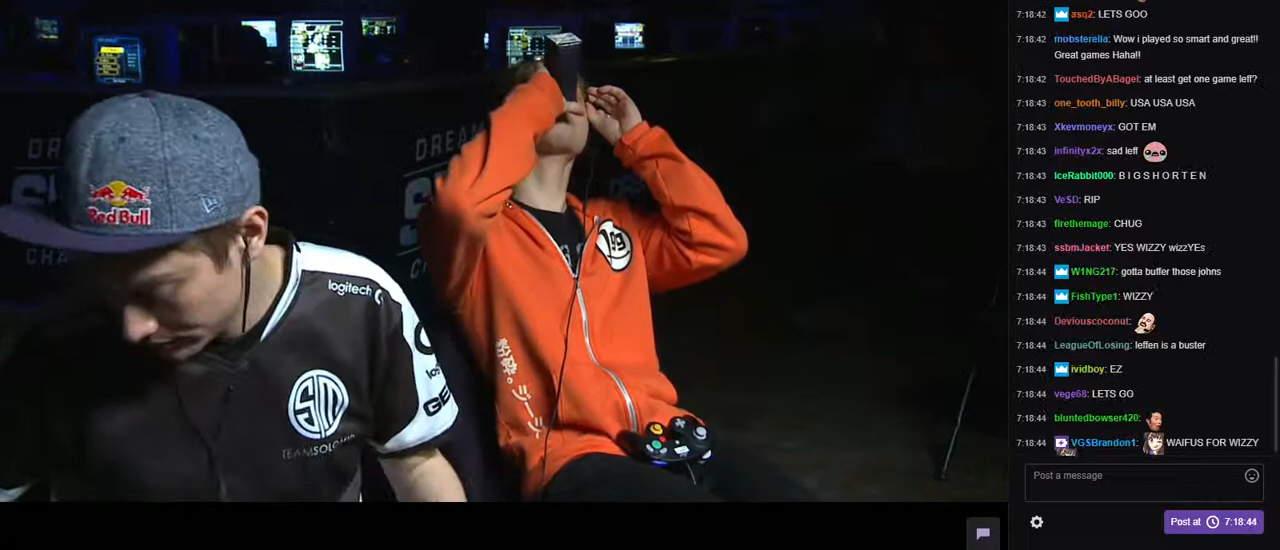 DREAM
CHA
Red Bull
logitech
TSM
TEAMSOLOMID
7:18:42 asq2: LETS GOO
7:18:42 mobsterella: Wow i played so smart and great!!
Great games Haha!!
7:18:42 TouchedByABagel: at least get one game leff?
7:18:43 one_tooth_billy: USA USA USA
7:18:43 Xkevmoneyx: GOT EM
7:18:43 infinityx2x: sad leff
7:18:43 IceRabbit000: B I G S H O R T E N
7:18:43 VeSD: RIP
7:18:43 firethemage: CHUG
7:18:43 ssbmJacket: YES WIZZY wizzYEs
7:18:44 W1NG217: gotta buffer those johns
7:18:44 FishType1: WIZZY
7:18:44 Deviouscoconut:
7:18:44 LeagueOfLosing: leffen is a buster
7:18:44 ividboy: EZ
7:18:44 vege68: LETS GO
7:18:44 bluntedbowser420:
7:18:44 VGSBrandon1: WAIFUS FOR WIZZY
Post a message
Post at 7:18:44